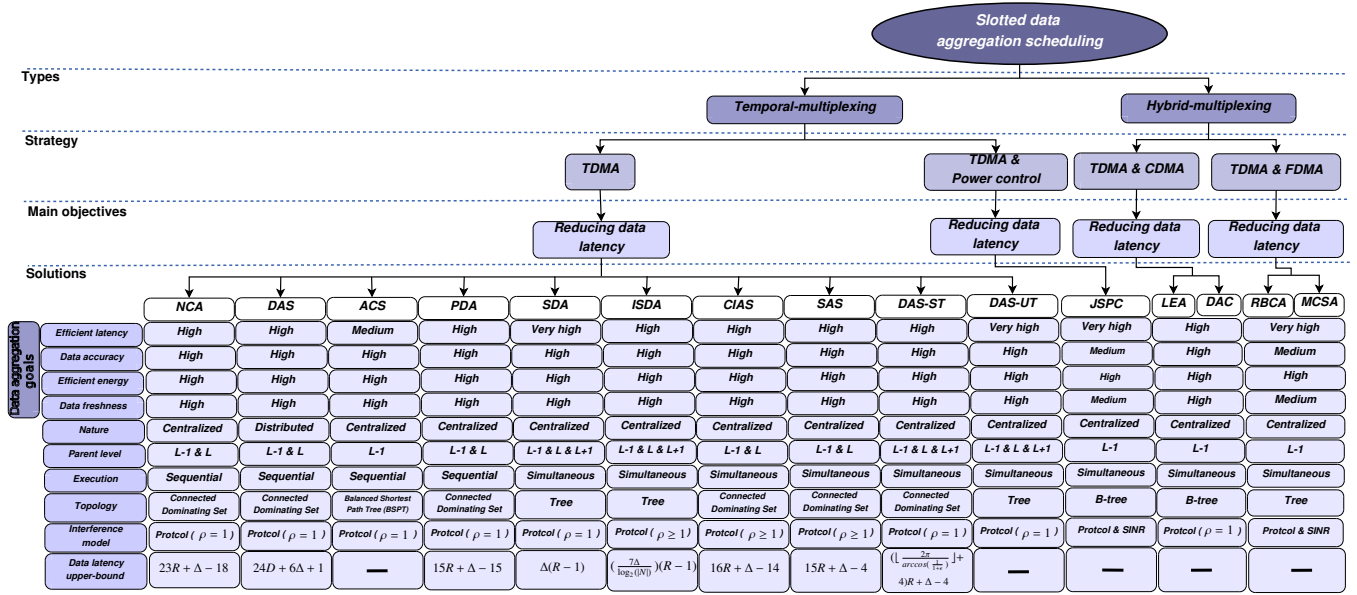 Slotted data
aggregation scheduling
Types
Temporal-multiplexing Hybrid-multiplexing
Strategy
TDMA TDMA & Power control TDMA & CDMA TDMA & FDMA
Main objectives
Reducing data latency Reducing data latency Reducing data latency Reducing data latency
Solutions
NCA DAS ACS PDA SDA ISDA CIAS SAS DAS-ST DAS-UT JSPC LEA DAC RBCA MCSA
Data aggregation goals
Efficient latency High High Medium High Very high High High High High Very high Very high High Very high
Data accuracy High High High High High High High High High High Medium High Medium
Efficient energy High High High High High High High High High High High High High
Data freshness High High High High High High High High High High Medium High Medium
Nature Centralized Distributed Centralized Centralized Centralized Centralized Centralized Centralized Centralized Centralized Centralized Centralized Centralized
Parent level L-1 & L L-1 & L L-1 L-1 & L L-1 & L & L+1 L-1 & L & L+1 L-1 & L L-1 & L L-1 & L & L+1 L-1 & L & L+1 L-1 L-1 L-1
Execution Sequential Sequential Sequential Sequential Simultaneous Simultaneous Simultaneous Simultaneous Simultaneous Simultaneous Simultaneous Simultaneous Simultaneous
Topology Connected Dominating Set Connected Dominating Set Balanced Shortest Path Tree (BSPT) Connected Dominating Set Tree Tree Connected Dominating Set Connected Dominating Set Connected Dominating Set Tree B-tree B-tree Tree
Interference model Protcol ( ρ = 1 ) Protcol ( ρ = 1 ) Protcol ( ρ = 1 ) Protcol ( ρ = 1 ) Protcol ( ρ = 1 ) Protcol ( ρ ≥ 1 ) Protcol ( ρ ≥ 1 ) Protcol ( ρ ≥ 1 ) Protcol ( ρ = 1 ) Protcol ( ρ = 1 ) Protcol & SINR Protcol ( ρ = 1 ) Protcol & SINR
Data latency upper-bound 23R + Δ − 18 24D + 6Δ + 1 — 15R + Δ − 15 Δ(R − 1) (7Δ/log₂(|N|))(R − 1) 16R + Δ − 14 15R + Δ − 4 (⌊2π/arccos(1/(1+ϵ))⌋+ 4)R + Δ − 4 — — — —